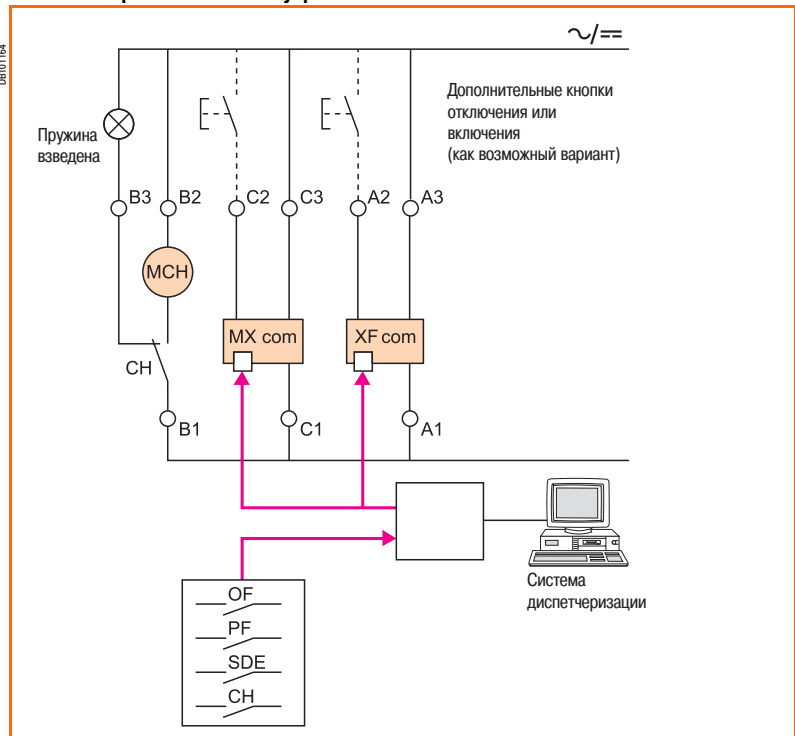 DB101164
~/==
Дополнительные кнопки
отключения или
включения
(как возможный вариант)
Пружина
взведена
B3 B2 C2 C3 A2 A3
MCH
MX com XF com
CH
B1 C1 A1
Система
диспетчеризации
OF
PF
SDE
CH